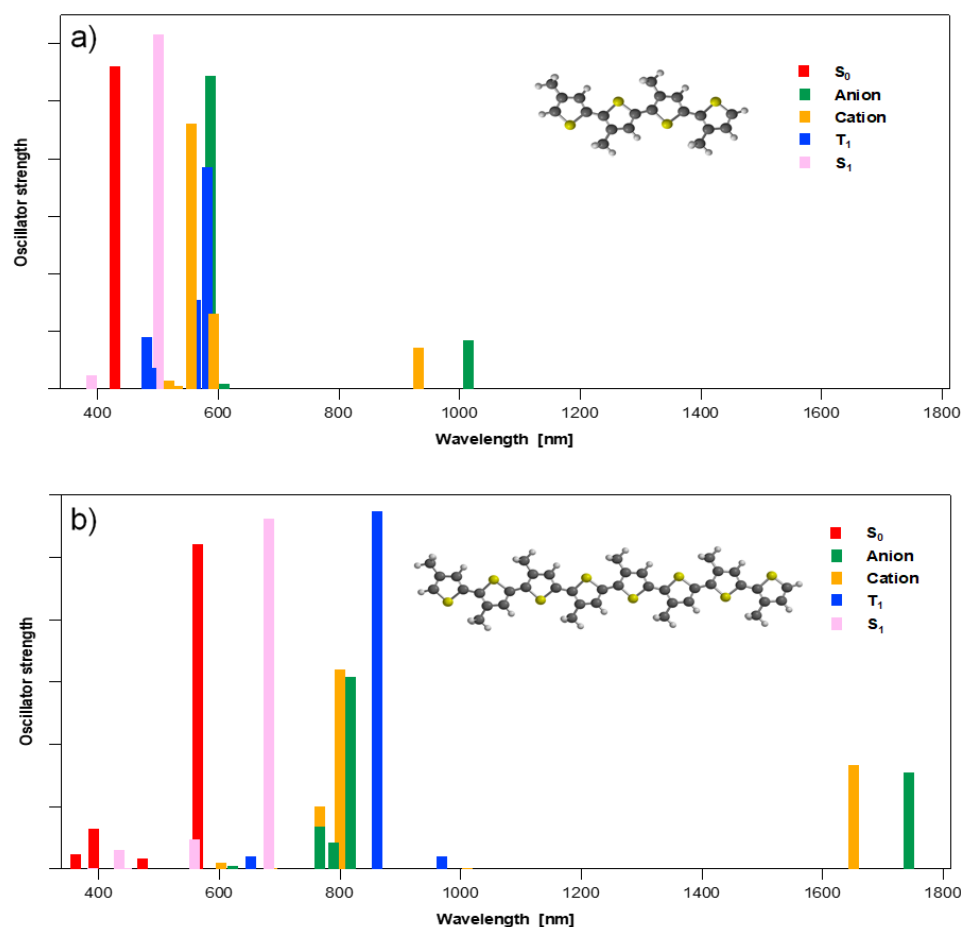 a)
S₀
Anion
Cation
T₁
S₁
Oscillator strength
400 600 800 1000 1200 1400 1600 1800
Wavelength [nm]
b)
S₀
Anion
Cation
T₁
S₁
Oscillator strength
400 600 800 1000 1200 1400 1600 1800
Wavelength [nm]